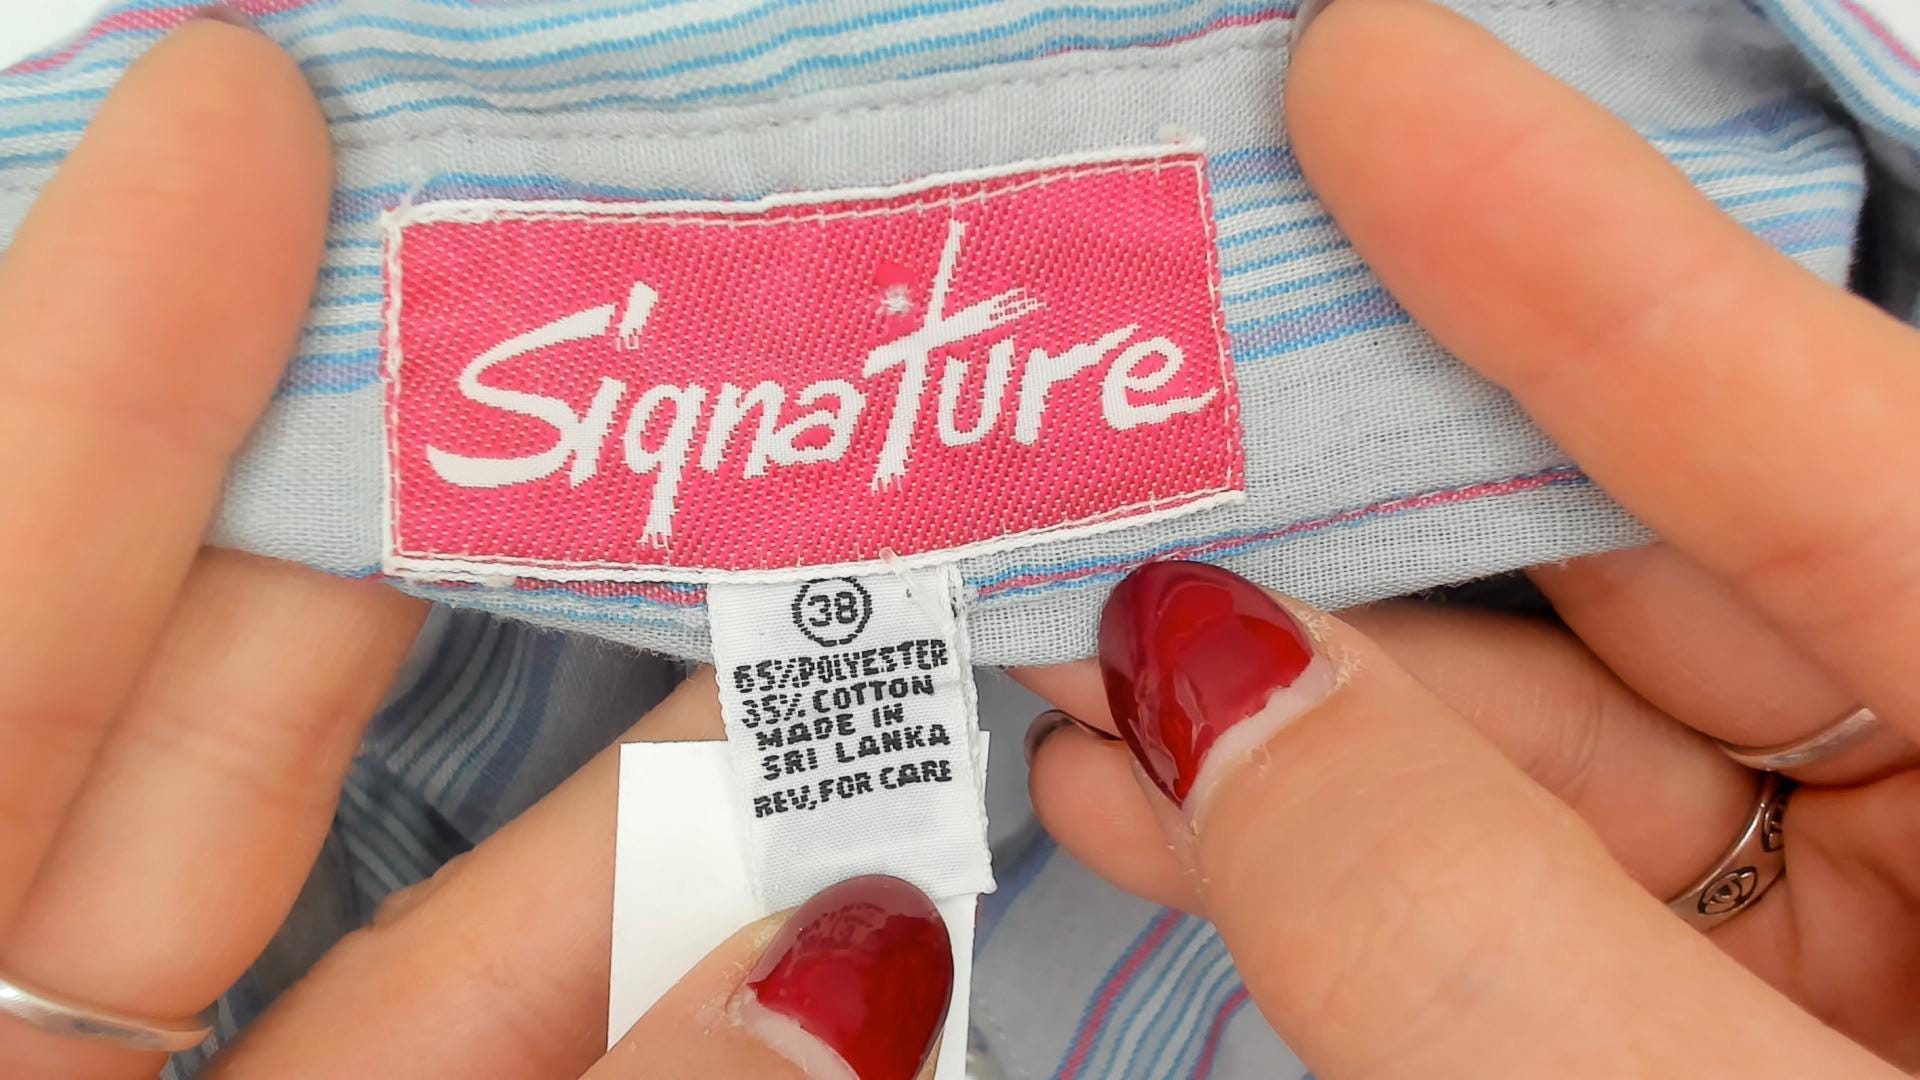 Signature
38
65% POLYESTER
35% COTTON
MADE IN
SRI LANKA
REV, FOR CARE